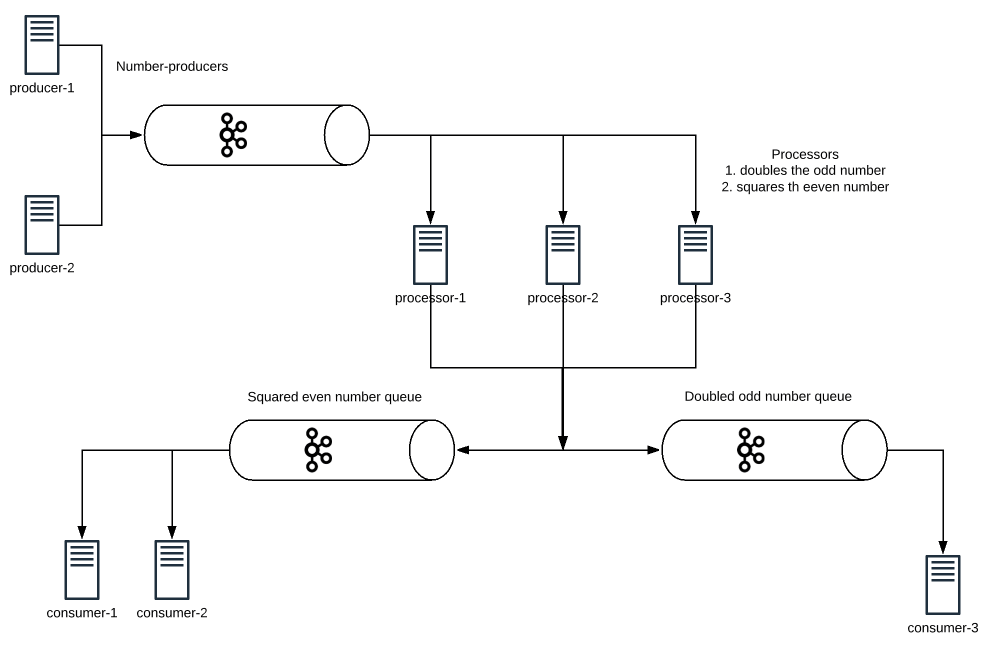 producer-1
Number-producers
producer-2
Processors
1. doubles the odd number
2. squares th eeven number
processor-1
processor-2
processor-3
Squared even number queue
Doubled odd number queue
consumer-1
consumer-2
consumer-3